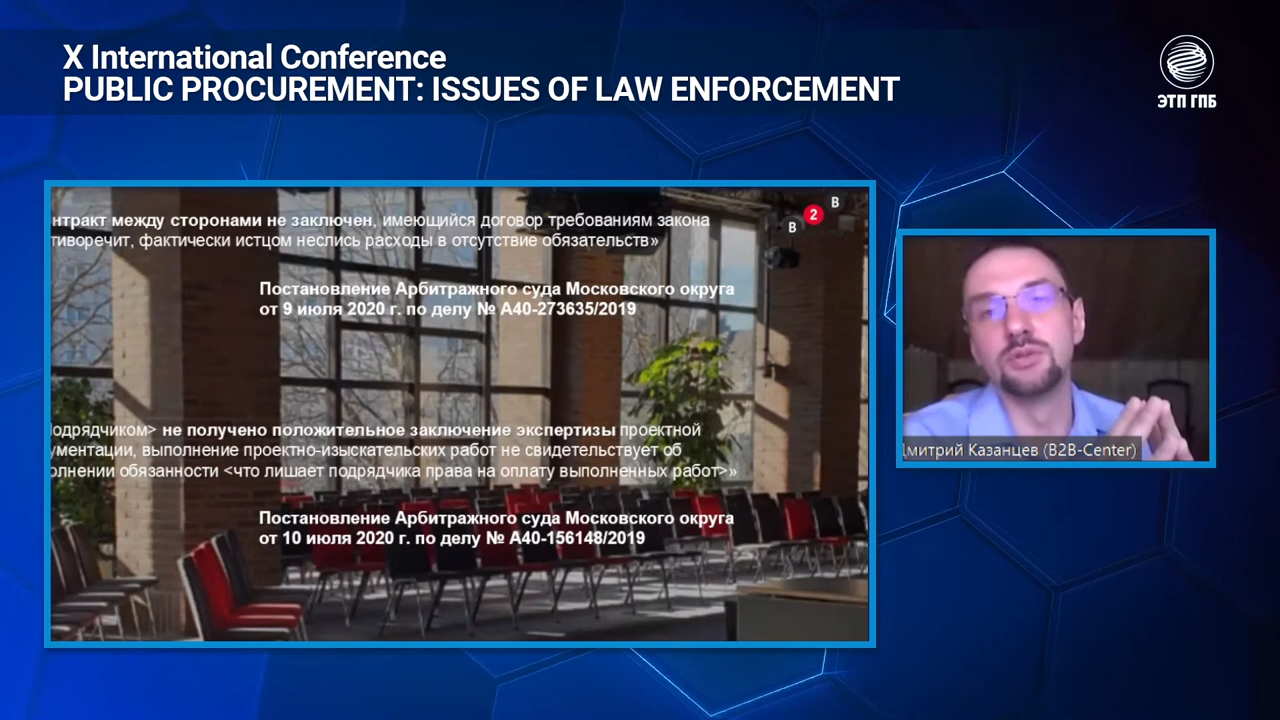 X International Conference
PUBLIC PROCUREMENT: ISSUES OF LAW ENFORCEMENT
ЭТП ГПБ
B2B
нтракт между сторонами не заключен, имеющийся договор требованиям закона
тиворечит, фактически истцом неслись расходы в отсутствие обязательств»
Постановление Арбитражного суда Московского округа
от 9 июля 2020 г. по делу № А40-273635/2019
одрядчиком> не получено положительное заключение экспертизы проектной
ументации, выполнение проектно-изыскательских работ не свидетельствует об
олнении обязанности <что лишает подрядчика права на оплату выполненных работ>»
Постановление Арбитражного суда Московского округа
от 10 июля 2020 г. по делу № А40-156148/2019
Дмитрий Казанцев (B2B-Center)